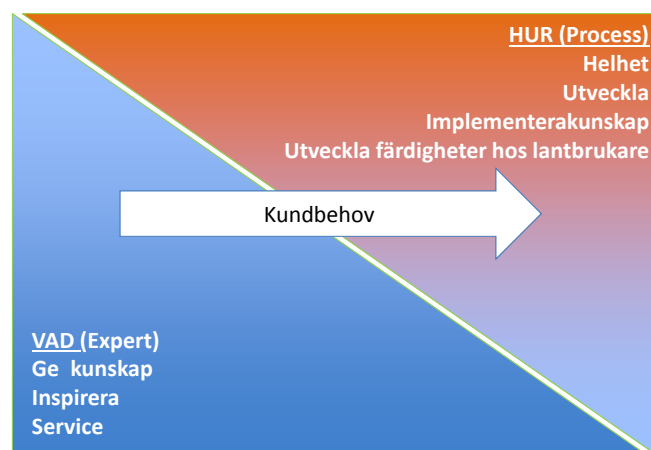 HUR (Process)
Helhet
Utveckla
Implementerakunskap
Utveckla färdigheter hos lantbrukare
Kundbehov
VAD (Expert)
Ge kunskap
Inspirera
Service